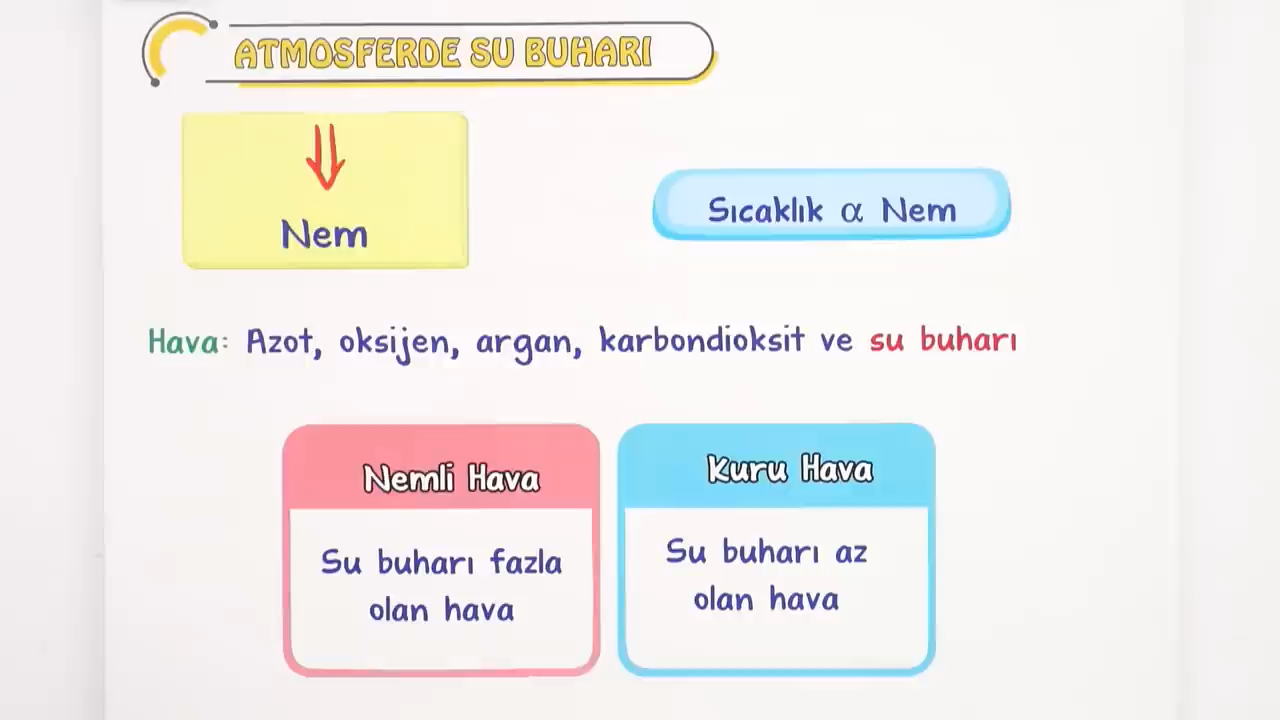 ATMOSFERDE SU BUHARI
Nem
Sıcaklık α Nem
Hava: Azot, oksijen, argan, karbondioksit ve su buharı
Nemli Hava
Su buharı fazla
olan hava
Kuru Hava
Su buharı az
olan hava